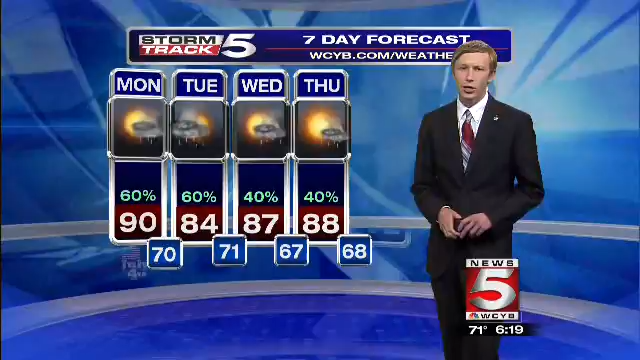 STORM
TRACK 5
7 DAY FORECAST
WCYB.COM/WEATHE
MON TUE WED THU
60% 60% 40% 40%
90 84 87 88
70 71 67 68
NEWS
5
WCYB
71° 6:19